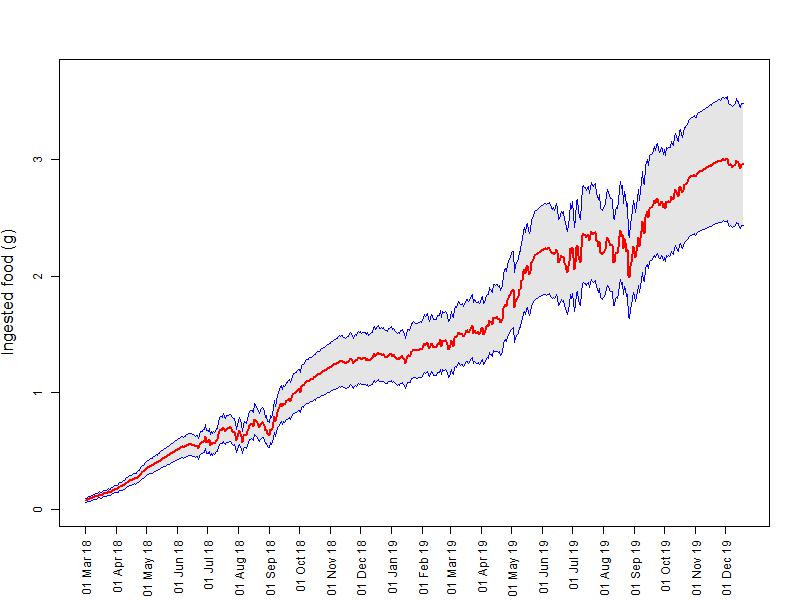 Ingested food (g)
3
2
1
0
01 Mar 18
01 Apr 18
01 May 18
01 Jun 18
01 Jul 18
01 Aug 18
01 Sep 18
01 Oct 18
01 Nov 18
01 Dec 18
01 Jan 19
01 Feb 19
01 Mar 19
01 Apr 19
01 May 19
01 Jun 19
01 Jul 19
01 Aug 19
01 Sep 19
01 Oct 19
01 Nov 19
01 Dec 19